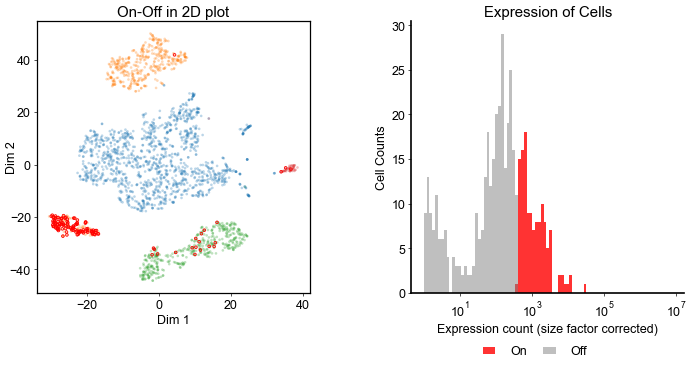 On-Off in 2D plot
Dim 2
40
20
0
−20
−40
−20
0
20
40
Dim 1
Expression of Cells
Cell Counts
30
25
20
15
10
5
0
10^1
10^3
10^5
10^7
Expression count (size factor corrected)
On
Off